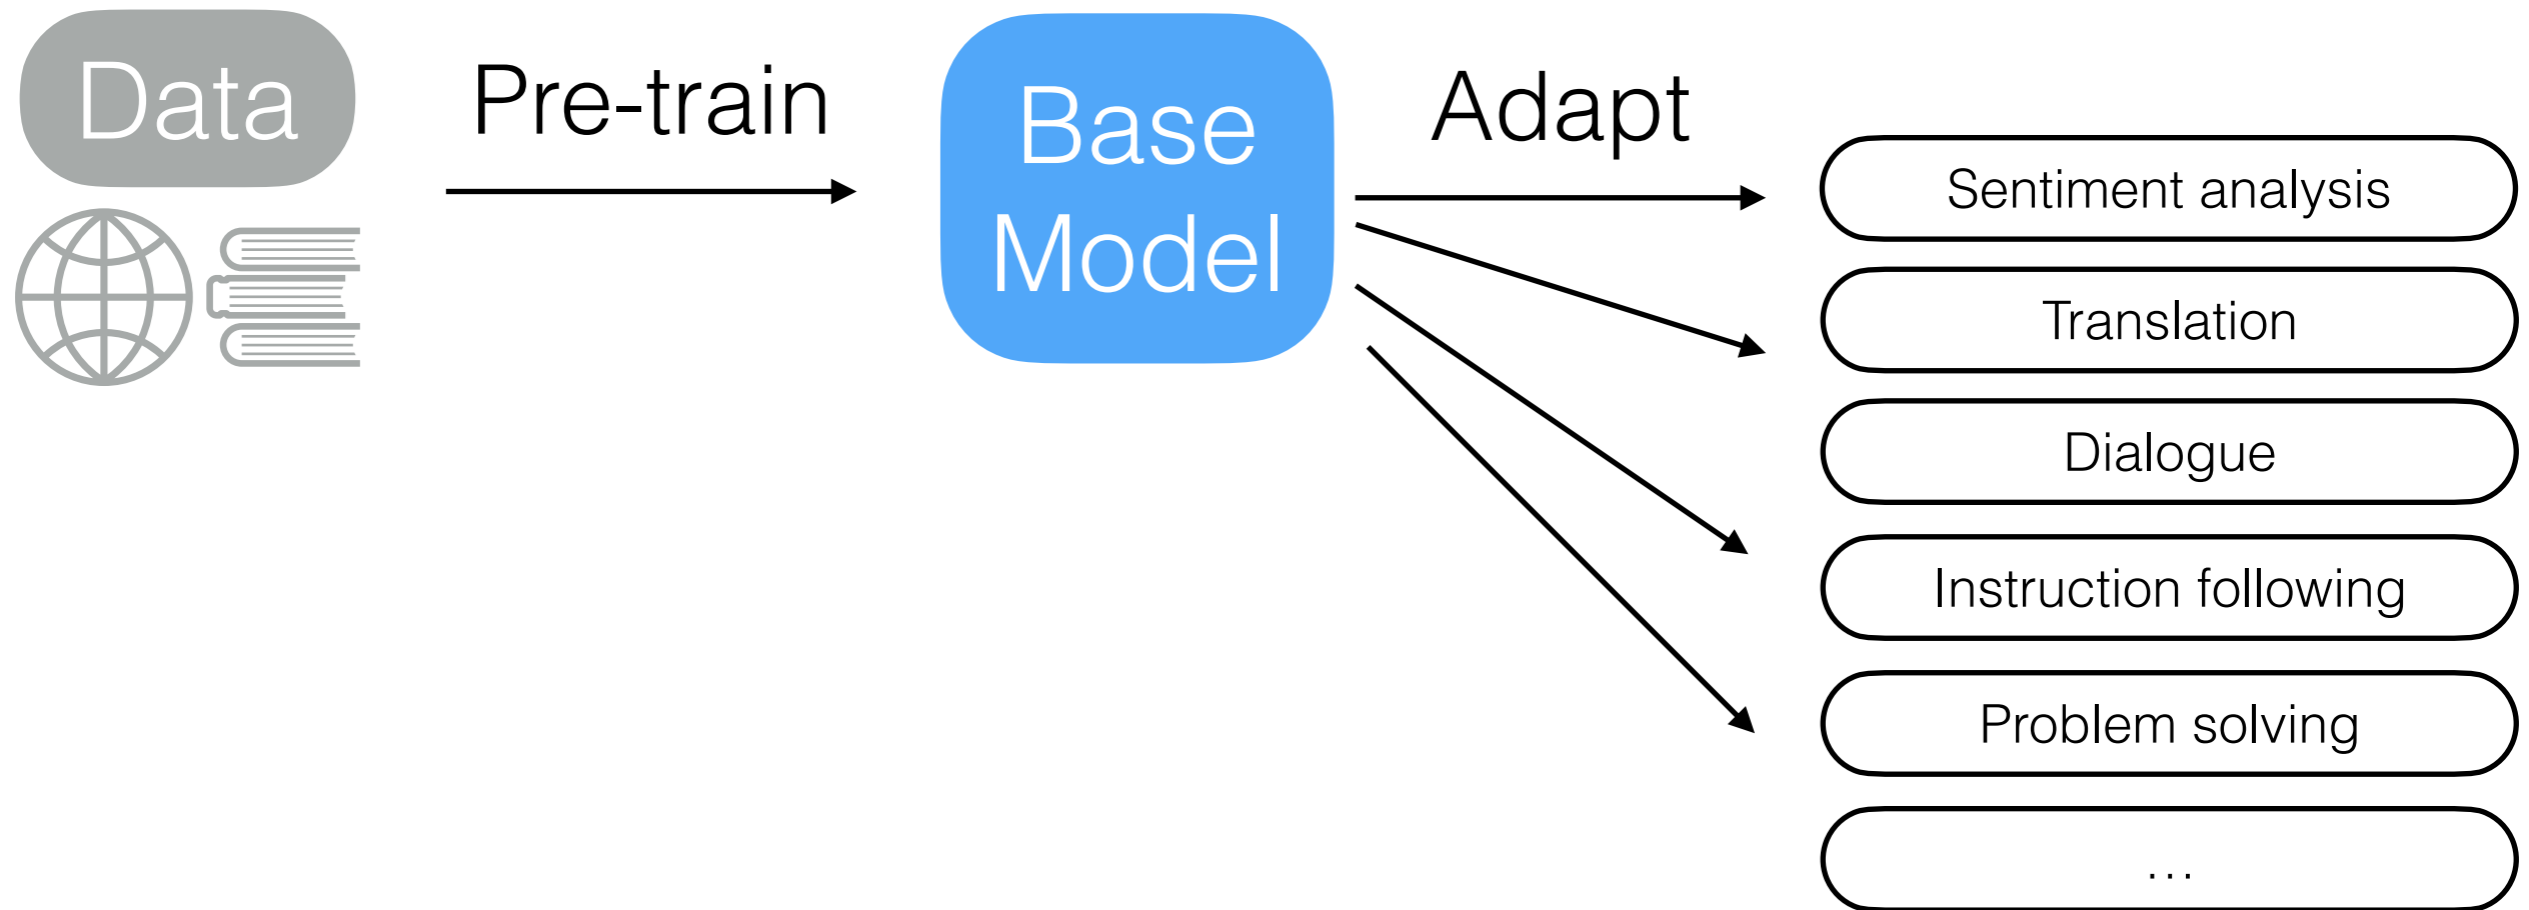 Data
Pre-train
Base
Model
Adapt
Sentiment analysis
Translation
Dialogue
Instruction following
Problem solving
...